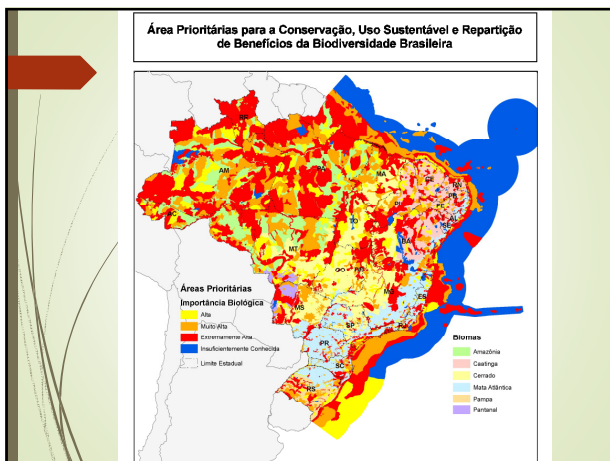 Área Prioritárias para a Conservação, Uso Sustentável e Repartição
de Benefícios da Biodiversidade Brasileira
RR
AM
PA
MA
CE
RN
PB
PE
AL
SE
PI
AC
TO
BA
MT
GO
DF
MG
ES
MS
SP
RJ
PR
SC
RS
Áreas Prioritárias
Importância Biológica
Alta
Muito Alta
Extremamente Alta
Insuficientemente Conhecida
Limite Estadual
Biomas
Amazônia
Caatinga
Cerrado
Mata Atlântica
Pampa
Pantanal